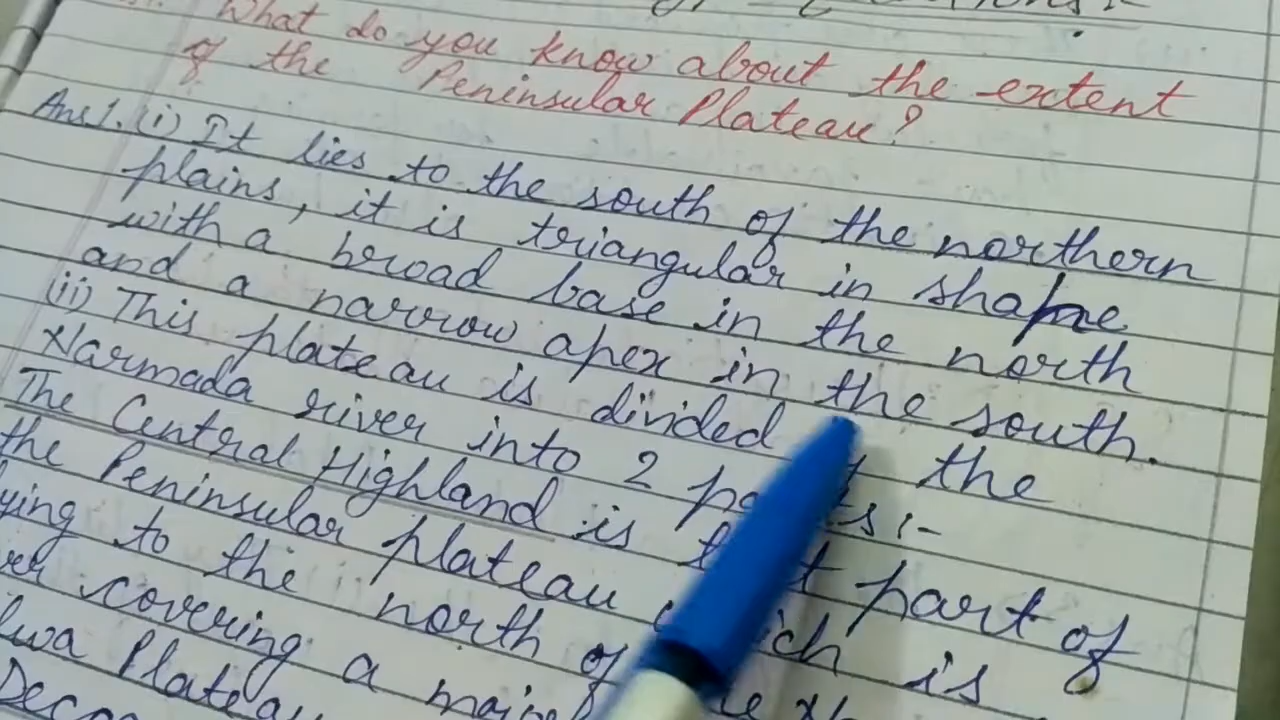 What do you know about the extent
of the Peninsular Plateau?
Ans1. (i) It lies to the south of the northern
plains, it is triangular in shape
with a broad base in the north
and a narrow apex in the south.
(ii) This plateau is divided the
Narmada river into 2 :-
The Central Highland is part of
the Peninsular plateau is
to the north of
covering a
Plateau